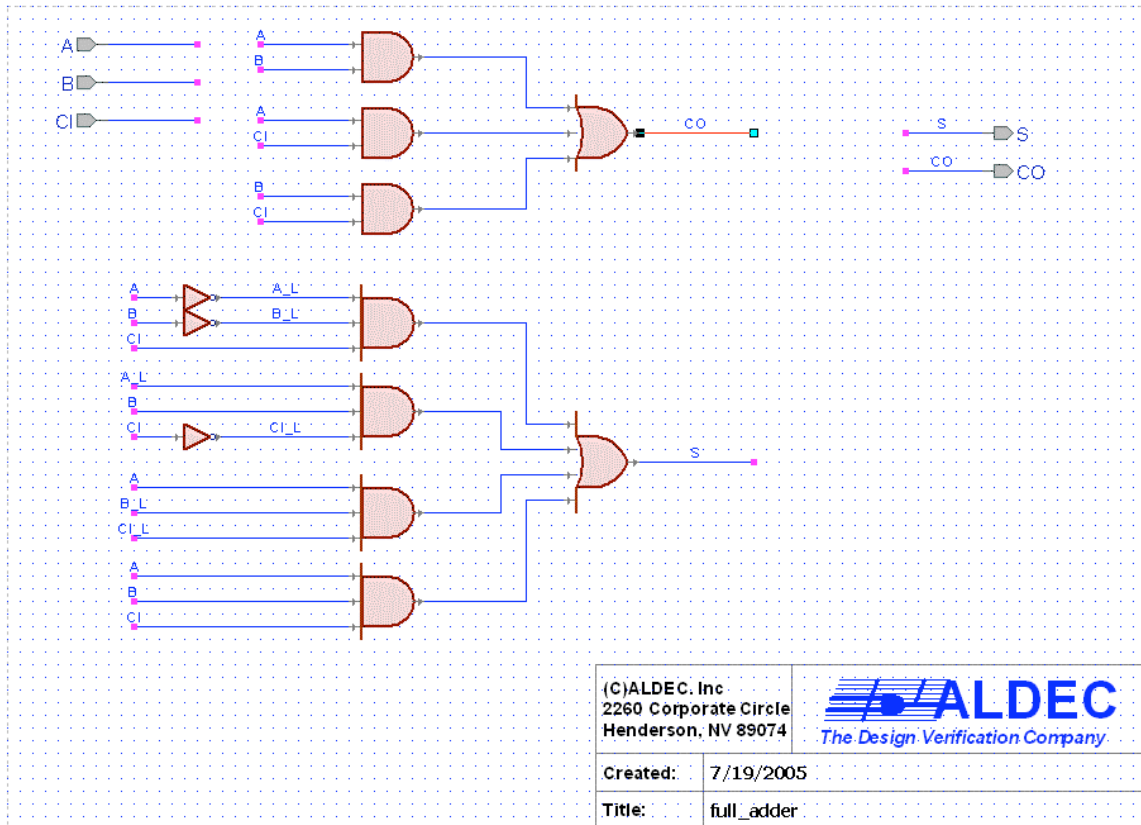 A
B
CI
A
B
A
CI
B
CI
CO
S
S
CO
CO
A
A_L
B
B_L
CI
A_L
B
CI
CI_L
A
B_L
CI_L
A
B
CI
S
(C)ALDEC. Inc
2260 Corporate Circle
Henderson, NV 89074
ALDEC
The Design Verification Company
Created: 7/19/2005
Title: full_adder